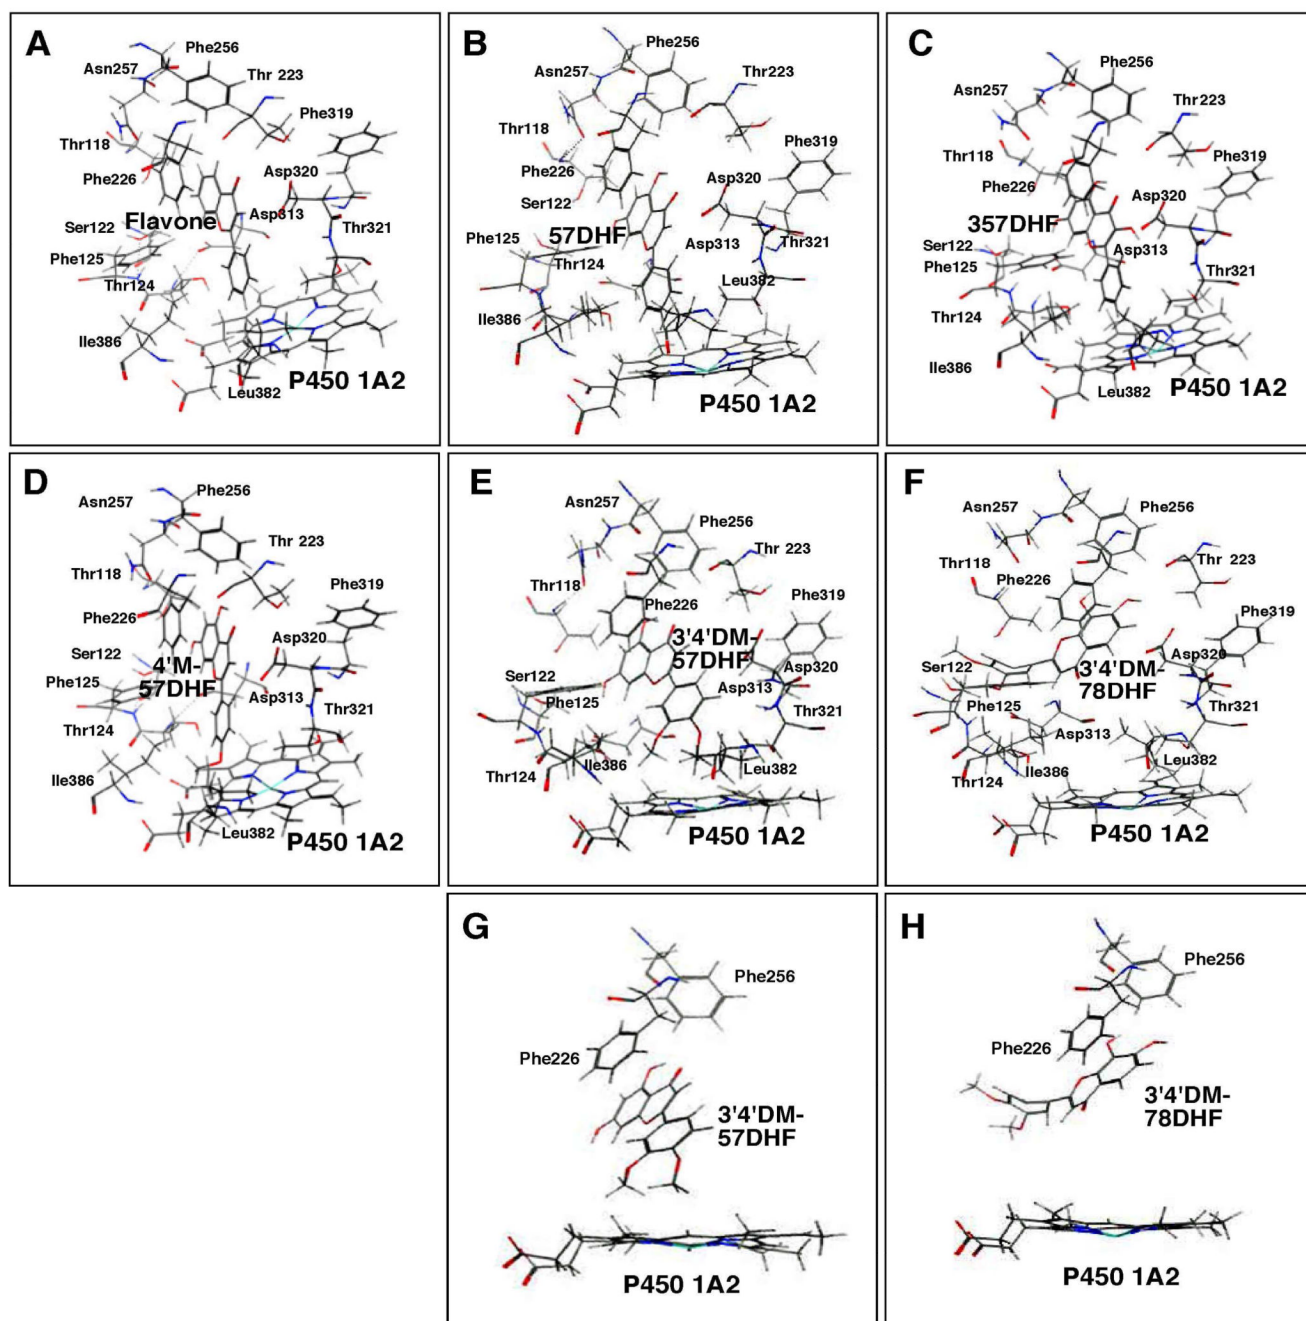 A
Phe256
Asn257
Thr 223
Phe319
Thr118
Asp320
Phe226
Asp313
Flavone
Ser122
Thr321
Phe125
Thr124
Ile386
Leu382
P450 1A2
B
Phe256
Asn257
Thr223
Thr118
Phe319
Phe226
Asp320
Ser122
57DHF
Phe125
Asp313
Thr321
Thr124
Leu382
Ile386
P450 1A2
C
Phe256
Asn257
Thr223
Thr118
Phe319
Phe226
Asp320
357DHF
Ser122
Asp313
Phe125
Thr321
Thr124
Ile386
Leu382
P450 1A2
D
Phe256
Asn257
Thr 223
Thr118
Phe319
Phe226
Asp320
Ser122
4'M-
57DHF
Phe125
Asp313
Thr321
Thr124
Ile386
Leu382
P450 1A2
E
Asn257
Phe256
Thr 223
Thr118
Phe319
Phe226
3'4'DM-
57DHF
Asp320
Ser122
Asp313
Phe125
Thr321
Ile386
Leu382
Thr124
P450 1A2
F
Asn257
Phe256
Thr118
Thr 223
Phe226
Phe319
Asp320
Ser122
3'4'DM-
78DHF
Phe125
Thr321
Asp313
Leu382
Ile386
Thr124
P450 1A2
G
Phe256
Phe226
3'4'DM-
57DHF
P450 1A2
H
Phe256
Phe226
3'4'DM-
78DHF
P450 1A2